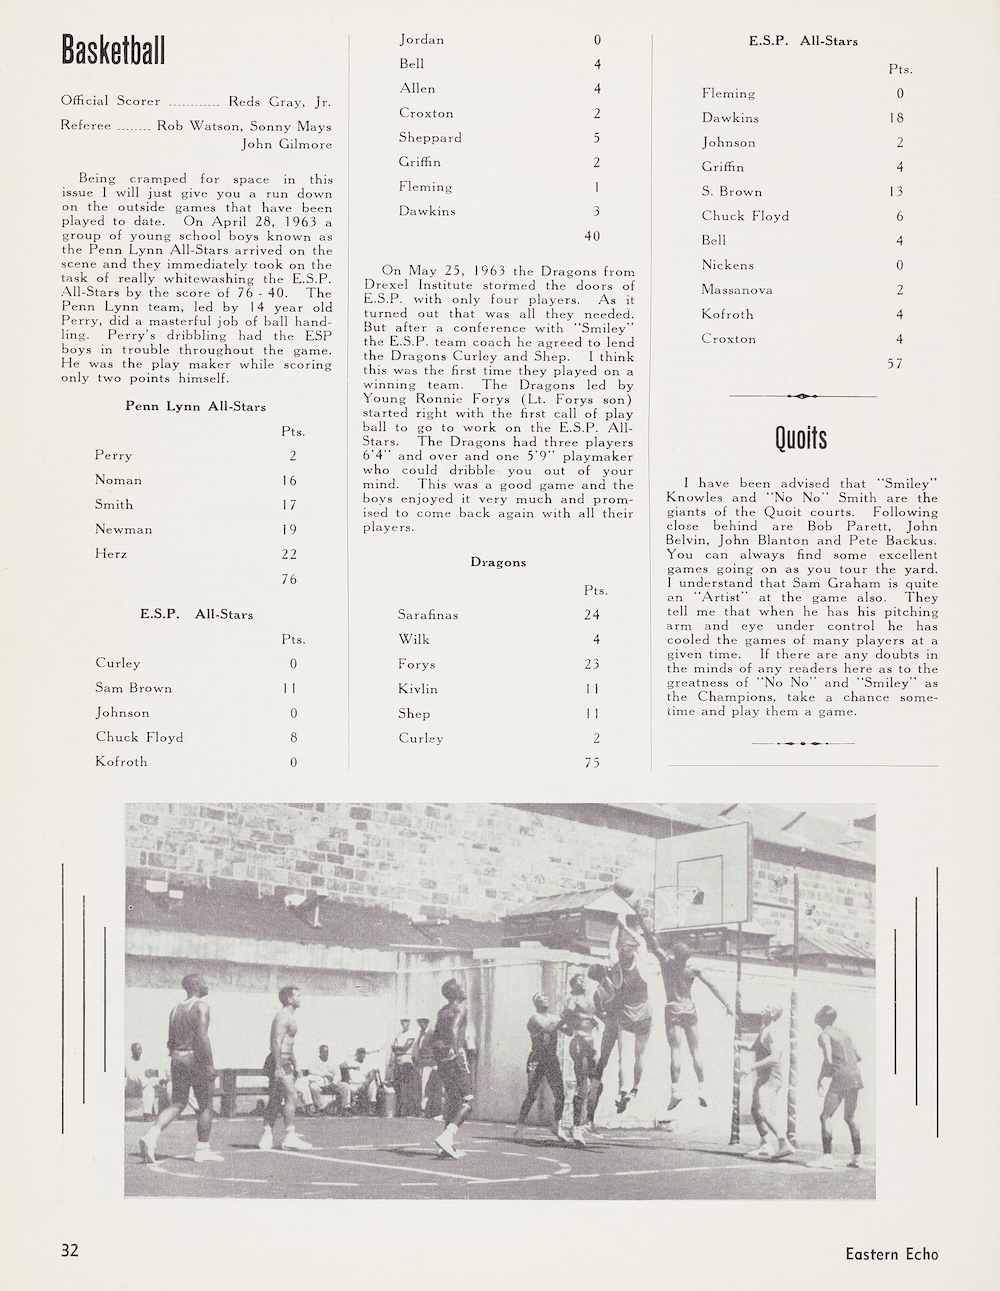 Basketball
Official Scorer ............ Reds Gray, Jr.
Referee ........ Rob Watson, Sonny Mays
John Gilmore
Being cramped for space in this
issue I will just give you a run down
on the outside games that have been
played to date. On April 28, 1963 a
group of young school boys known as
the Penn Lynn All-Stars arrived on the
scene and they immediately took on the
task of really whitewashing the E.S.P.
All-Stars by the score of 76 - 40. The
Penn Lynn team, led by 14 year old
Perry, did a masterful job of ball hand-
ling. Perry's dribbling had the ESP
boys in trouble throughout the game.
He was the play maker while scoring
only two points himself.
Penn Lynn All-Stars
Pts.
Perry 2
Noman 16
Smith 17
Newman 19
Herz 22
76
E.S.P. All-Stars
Pts.
Curley 0
Sam Brown 11
Johnson 0
Chuck Floyd 8
Kofroth 0
Jordan 0
Bell 4
Allen 4
Croxton 2
Sheppard 5
Griffin 2
Fleming 1
Dawkins 3
40
On May 25, 1963 the Dragons from
Drexel Institute stormed the doors of
E.S.P. with only four players. As it
turned out that was all they needed.
But after a conference with "Smiley"
the E.S.P. team coach he agreed to lend
the Dragons Curley and Shep. I think
this was the first time they played on a
winning team. The Dragons led by
Young Ronnie Forys (Lt. Forys son)
started right with the first call of play
ball to go to work on the E.S.P. All-
Stars. The Dragons had three players
6'4" and over and one 5'9" playmaker
who could dribble you out of your
mind. This was a good game and the
boys enjoyed it very much and prom-
ised to come back again with all their
players.
Dragons
Pts.
Sarafinas 24
Wilk 4
Forys 23
Kivlin 11
Shep 11
Curley 2
75
E.S.P. All-Stars
Pts.
Fleming 0
Dawkins 18
Johnson 2
Griffin 4
S. Brown 13
Chuck Floyd 6
Bell 4
Nickens 0
Massanova 2
Kofroth 4
Croxton 4
57
Quoits
I have been advised that "Smiley"
Knowles and "No No" Smith are the
giants of the Quoit courts. Following
close behind are Bob Parett, John
Belvin, John Blanton and Pete Backus.
You can always find some excellent
games going on as you tour the yard.
I understand that Sam Graham is quite
an "Artist" at the game also. They
tell me that when he has his pitching
arm and eye under control he has
cooled the games of many players at a
given time. If there are any doubts in
the minds of any readers here as to the
greatness of "No No" and "Smiley" as
the Champions, take a chance some-
time and play them a game.
32
Eastern Echo